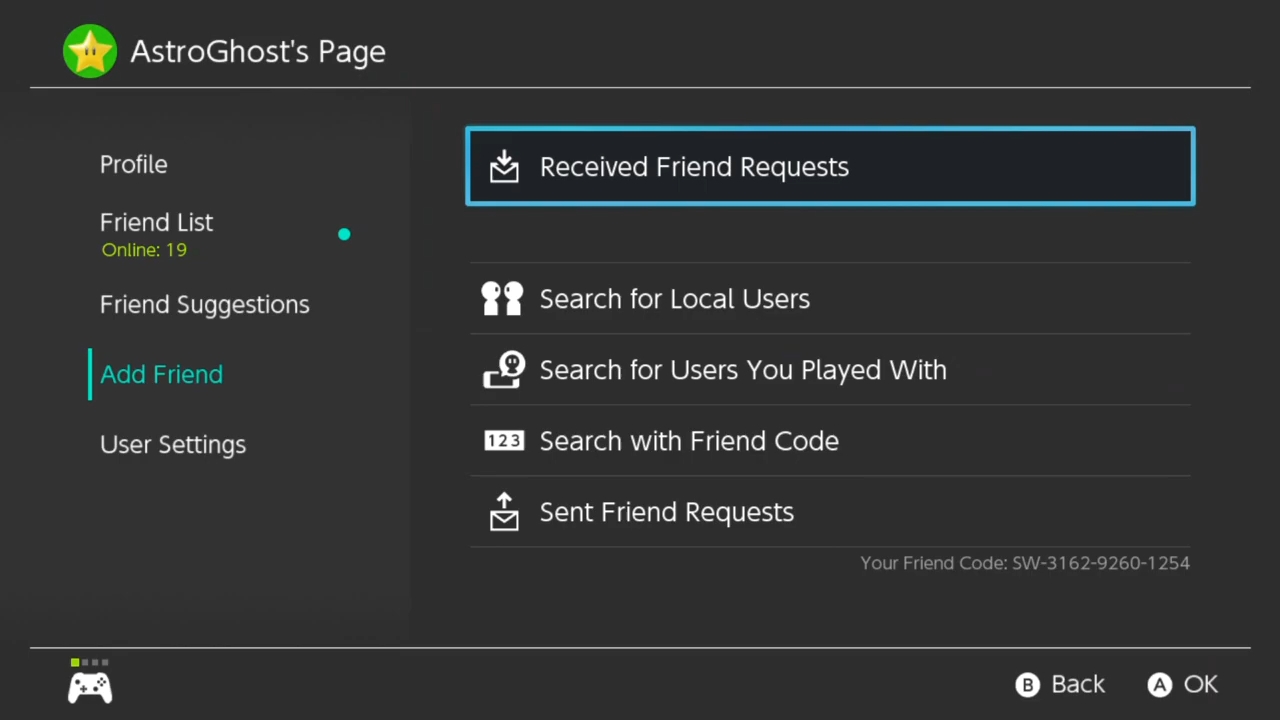 AstroGhost's Page
Profile
Friend List
Online: 19
Friend Suggestions
Add Friend
User Settings
Received Friend Requests
Search for Local Users
Search for Users You Played With
123 Search with Friend Code
Sent Friend Requests
Your Friend Code: SW-3162-9260-1254
B Back
A OK